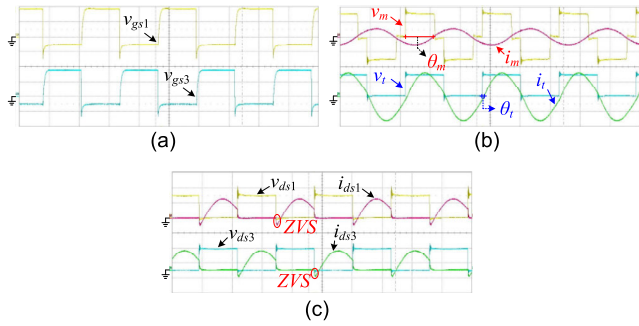 v_gs1
v_gs3
(a)
v_m
θ_m
i_m
v_t
i_t
θ_t
(b)
v_ds1
i_ds1
ZVS
v_ds3
i_ds3
ZVS
(c)